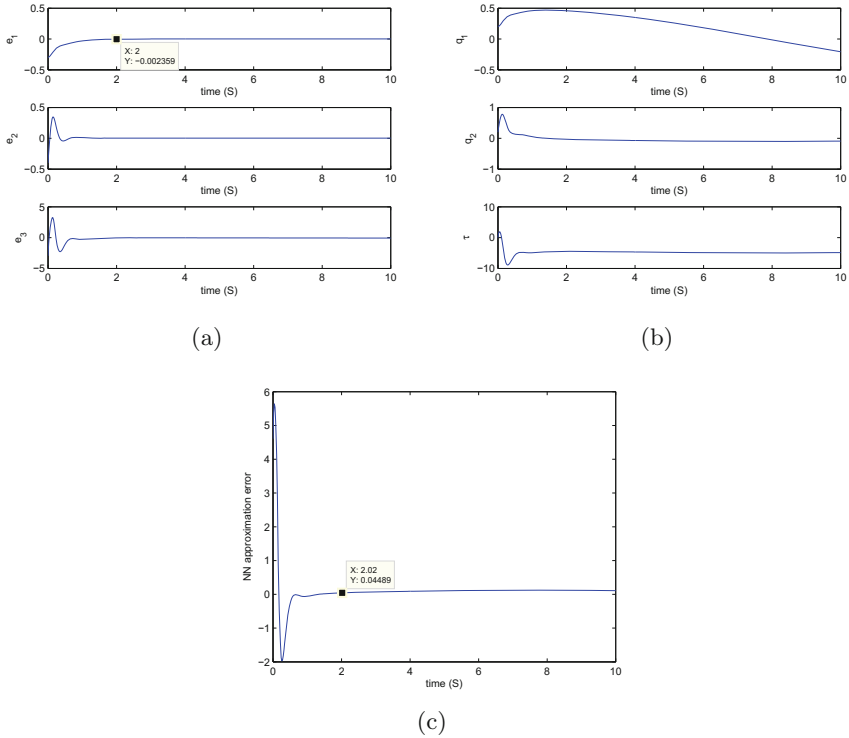 0.5
0
−0.5
e1
0 2 4 6 8 10
time (S)
X: 2
Y: −0.002359
0.5
0
−0.5
e2
0 2 4 6 8 10
time (S)
5
0
−5
e3
0 2 4 6 8 10
time (S)
(a)
0.5
0
−0.5
q1
0 2 4 6 8 10
time (S)
1
0
−1
q2
0 2 4 6 8 10
time (S)
10
0
−10
τ
0 2 4 6 8 10
time (S)
(b)
6
5
4
3
2
1
0
−1
−2
NN approximation error
X: 2.02
Y: 0.04489
0 2 4 6 8 10
time (S)
(c)